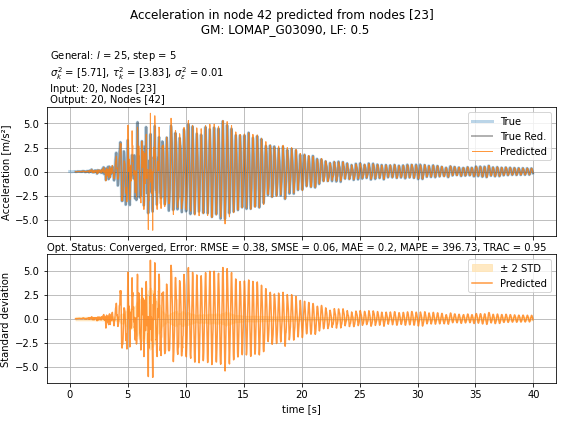 Acceleration in node 42 predicted from nodes [23]
GM: LOMAP_G03090, LF: 0.5
General: l = 25, step = 5
σ²ₖ = [5.71], τ²ₖ = [3.83], σ²ε = 0.01
Input: 20, Nodes [23]
Output: 20, Nodes [42]
Acceleration [m/s²]
5.0
2.5
0.0
−2.5
−5.0
True
True Red.
Predicted
Opt. Status: Converged, Error: RMSE = 0.38, SMSE = 0.06, MAE = 0.2, MAPE = 396.73, TRAC = 0.95
Standard deviation
5.0
2.5
0.0
−2.5
−5.0
± 2 STD
Predicted
0 5 10 15 20 25 30 35 40
time [s]